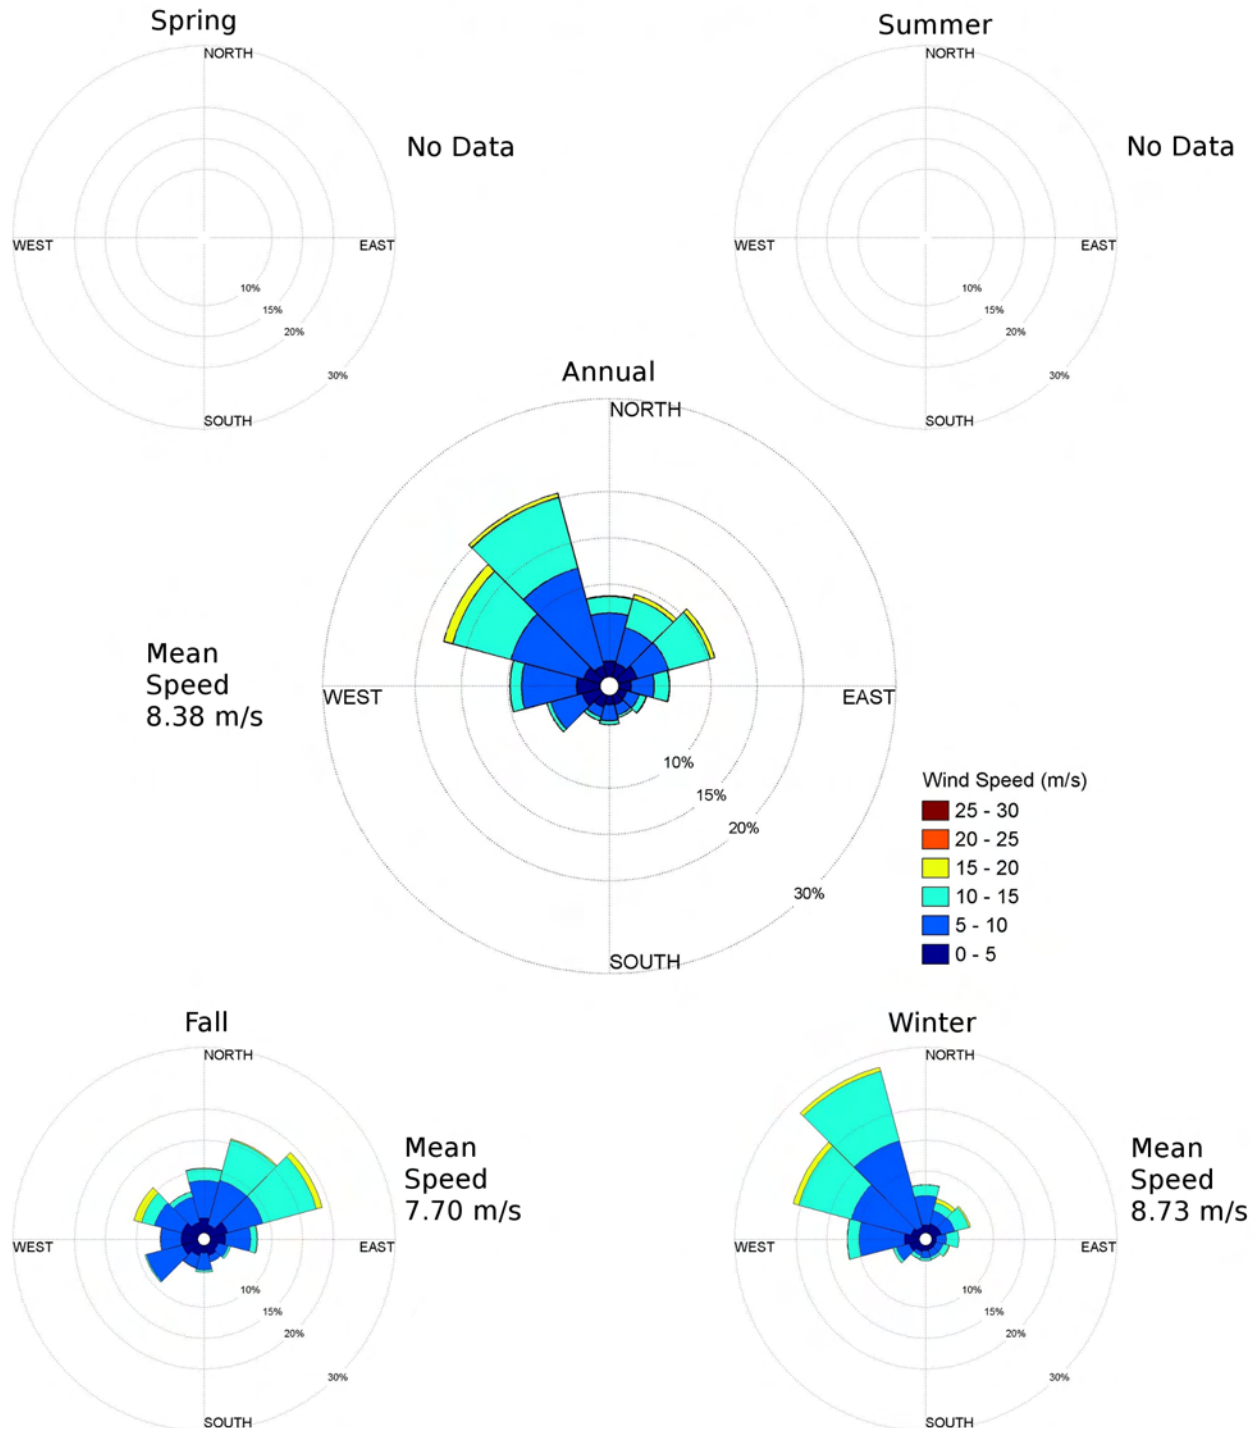 Spring
NORTH
No Data
WEST
EAST
10%
15%
20%
30%
SOUTH
Summer
NORTH
No Data
WEST
EAST
10%
15%
20%
30%
SOUTH
Annual
NORTH
Mean
Speed
8.38 m/s
WEST
EAST
10%
15%
20%
30%
SOUTH
Wind Speed (m/s)
25 - 30
20 - 25
15 - 20
10 - 15
5 - 10
0 - 5
Fall
NORTH
Mean
Speed
7.70 m/s
WEST
EAST
10%
15%
20%
30%
SOUTH
Winter
NORTH
Mean
Speed
8.73 m/s
WEST
EAST
10%
15%
20%
30%
SOUTH